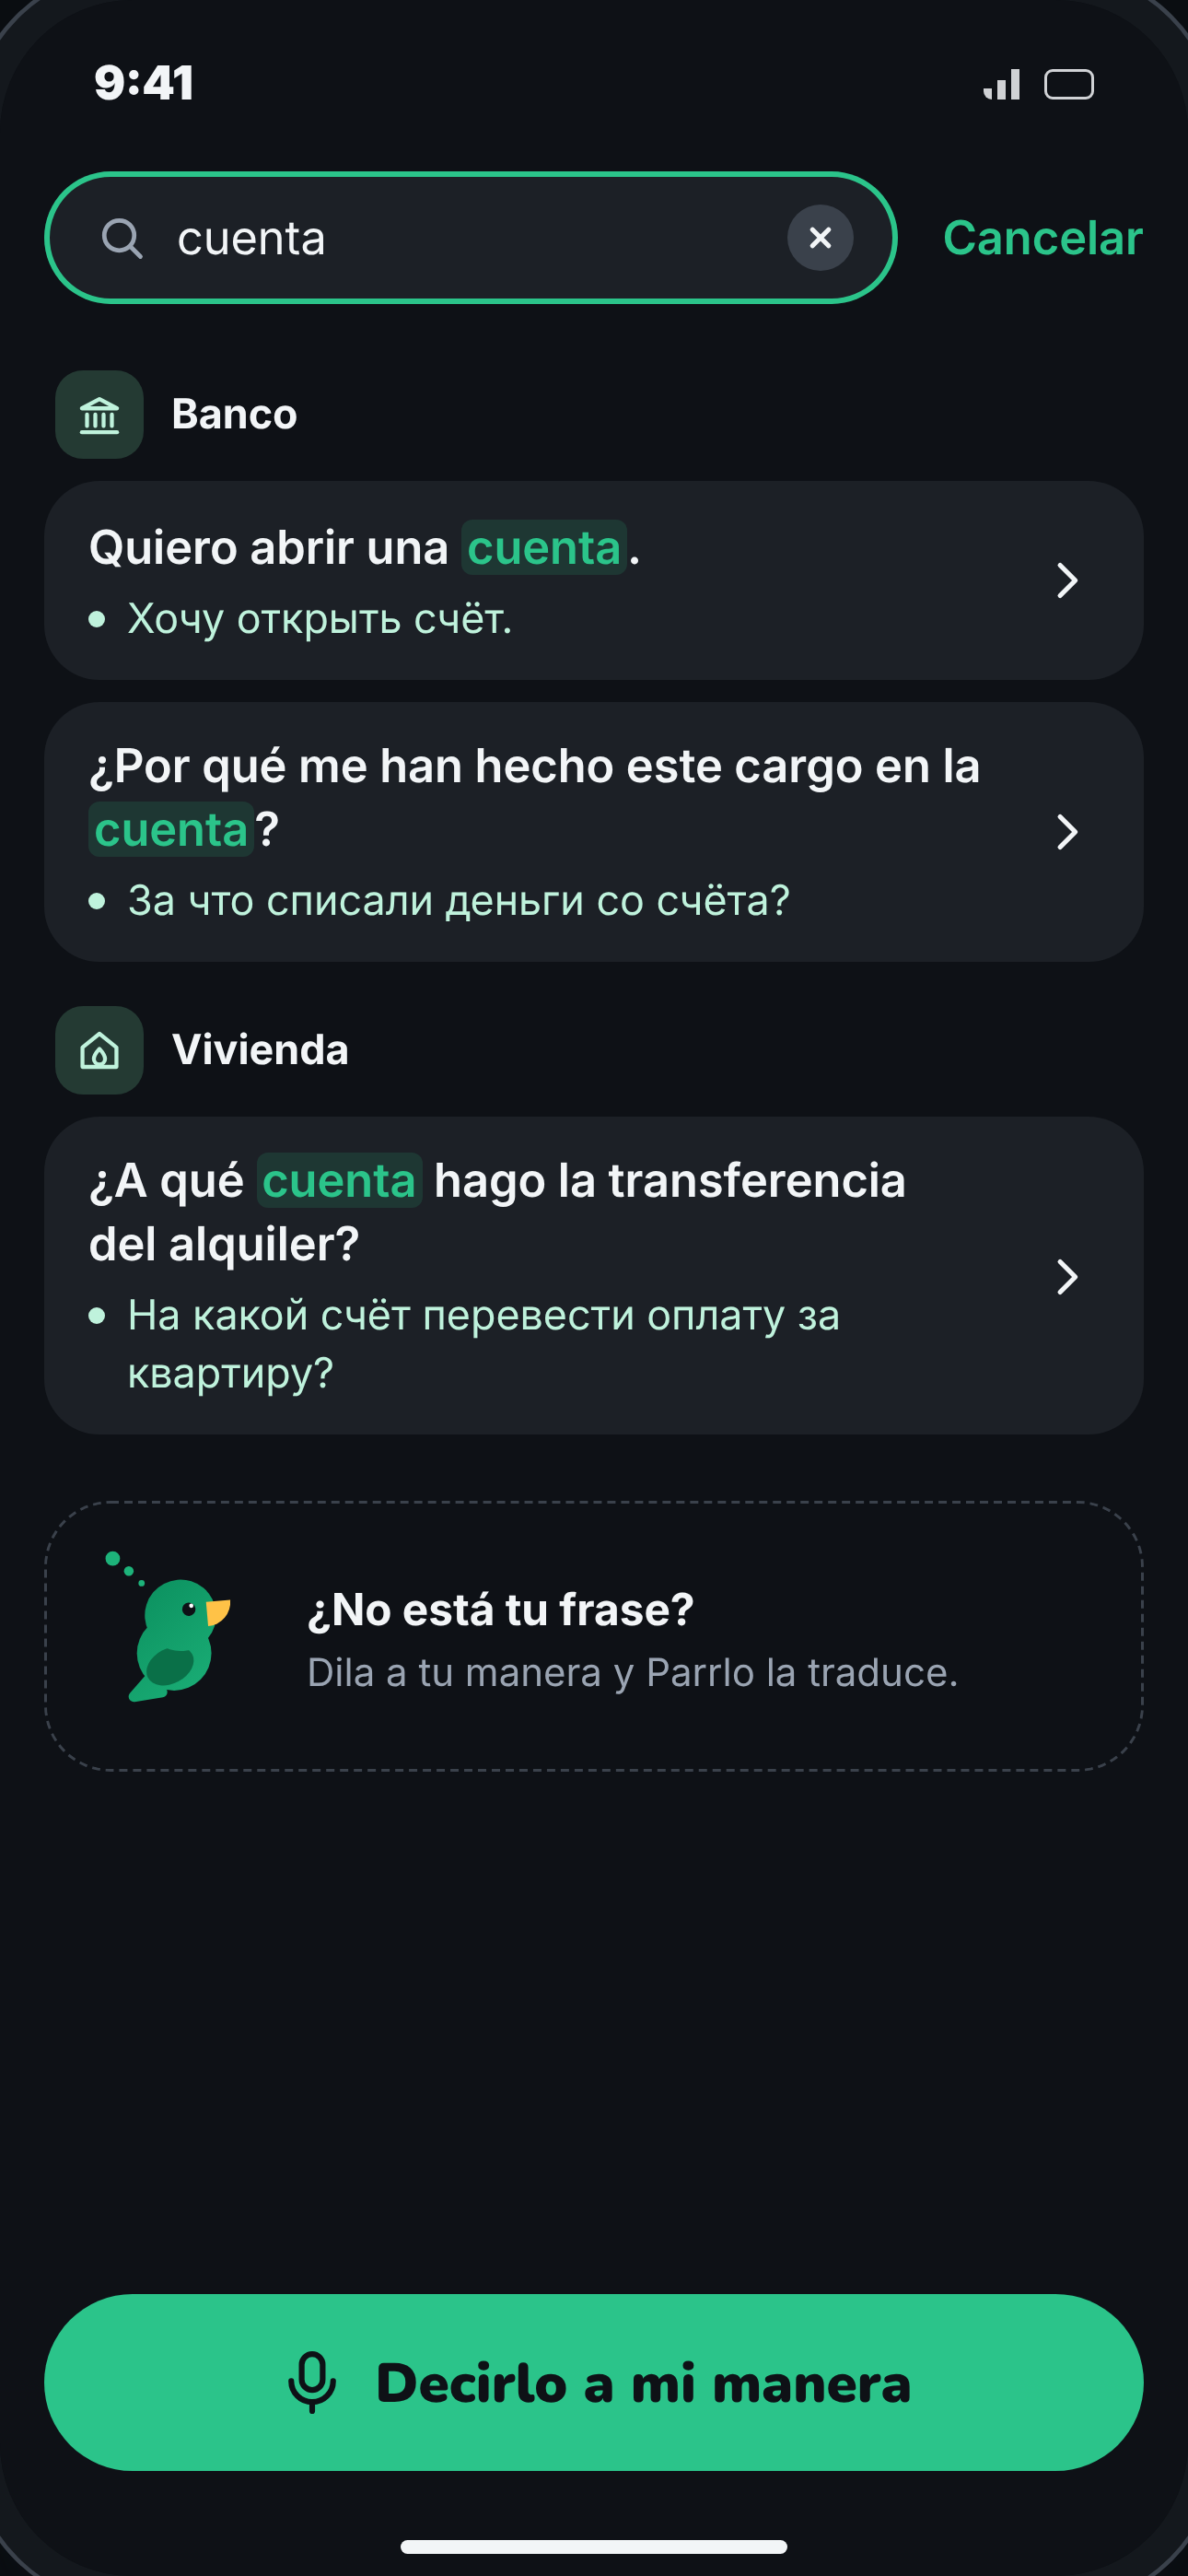 9:41
cuenta
Cancelar
Banco
Quiero abrir una cuenta.
Хочу открыть счёт.
¿Por qué me han hecho este cargo en la
cuenta?
За что списали деньги со счёта?
Vivienda
¿A qué cuenta hago la transferencia
del alquiler?
На какой счёт перевести оплату за
квартиру?
¿No está tu frase?
Dila a tu manera y Parrlo la traduce.
Decirlo a mi manera